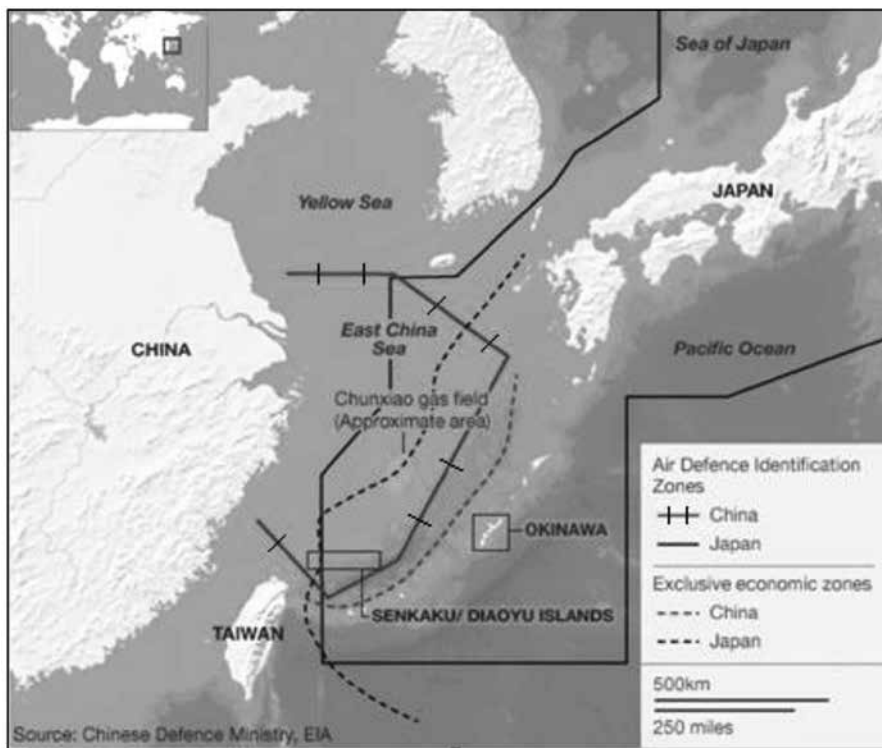 Sea of Japan
Yellow Sea
JAPAN
East China
Sea
CHINA
Pacific Ocean
Chunxiao gas field
(Approximate area)
Air Defence Identification
Zones
China
Japan
OKINAWA
Exclusive economic zones
China
Japan
SENKAKU/ DIAOYU ISLANDS
TAIWAN
500km
250 miles
Source: Chinese Defence Ministry, EIA